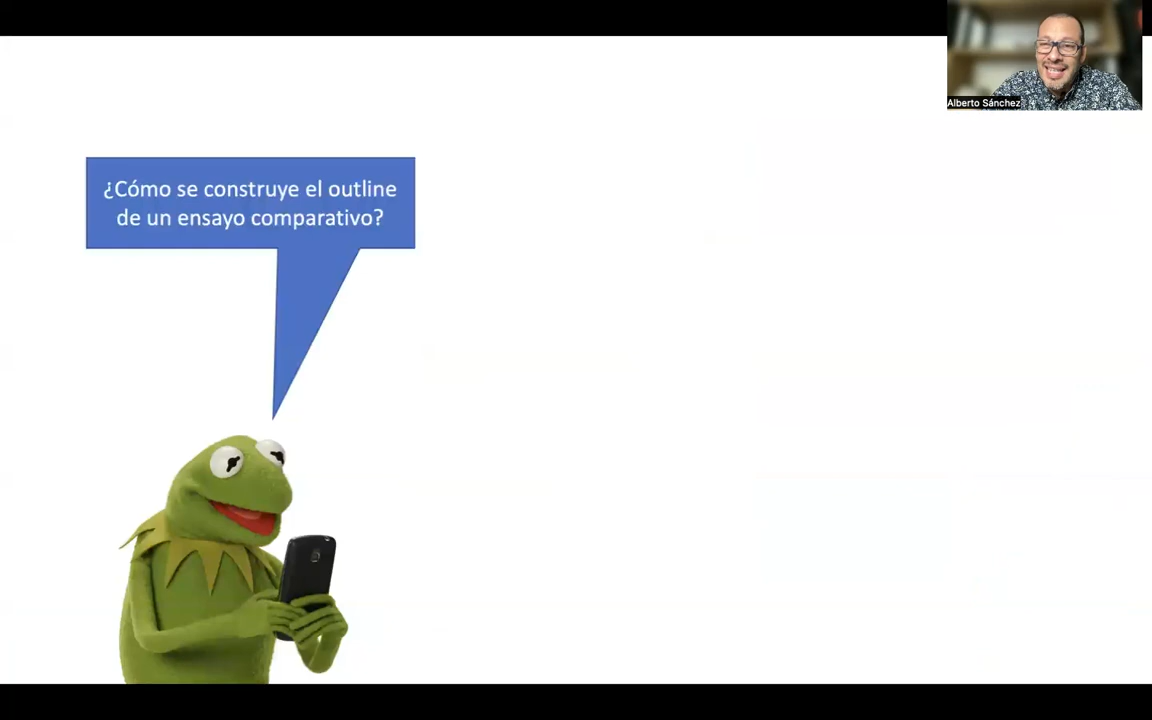 Alberto Sánchez
¿Cómo se construye el outline
de un ensayo comparativo?